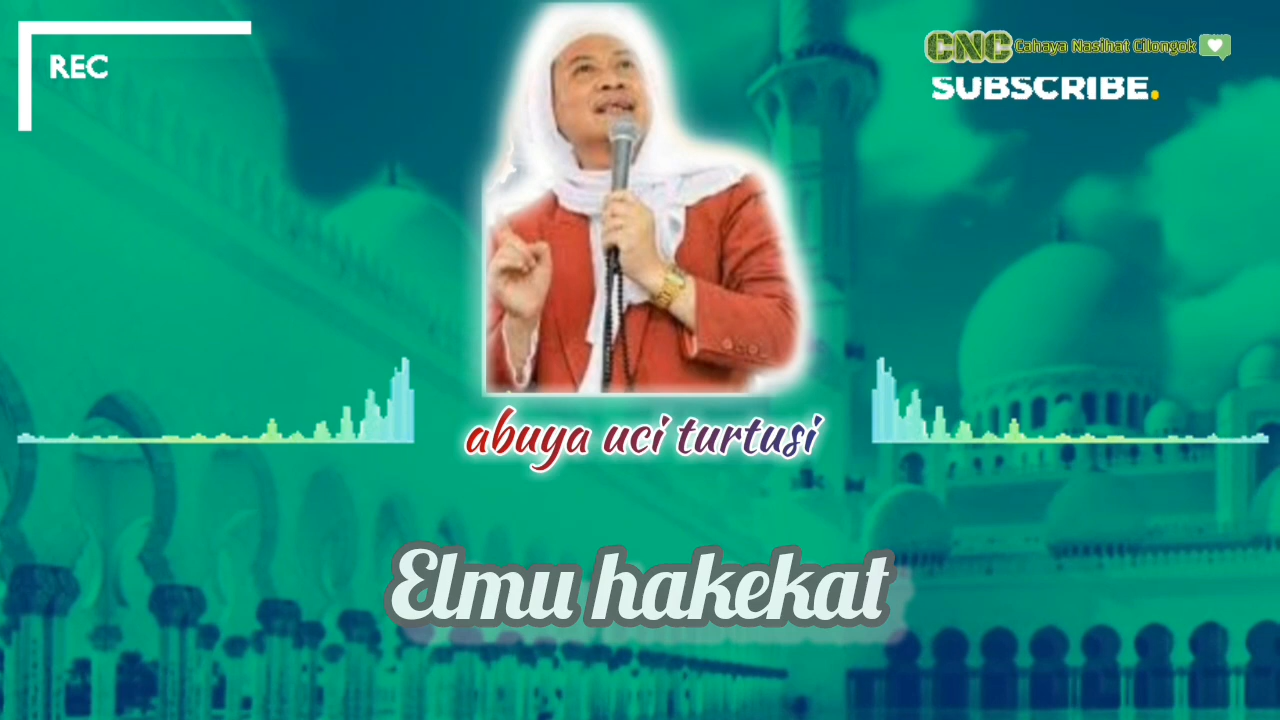 REC
CNC Cahaya Nasihat Cilongok
SUBSCRIBE.
abuya uci turtusi
Elmu hakekat